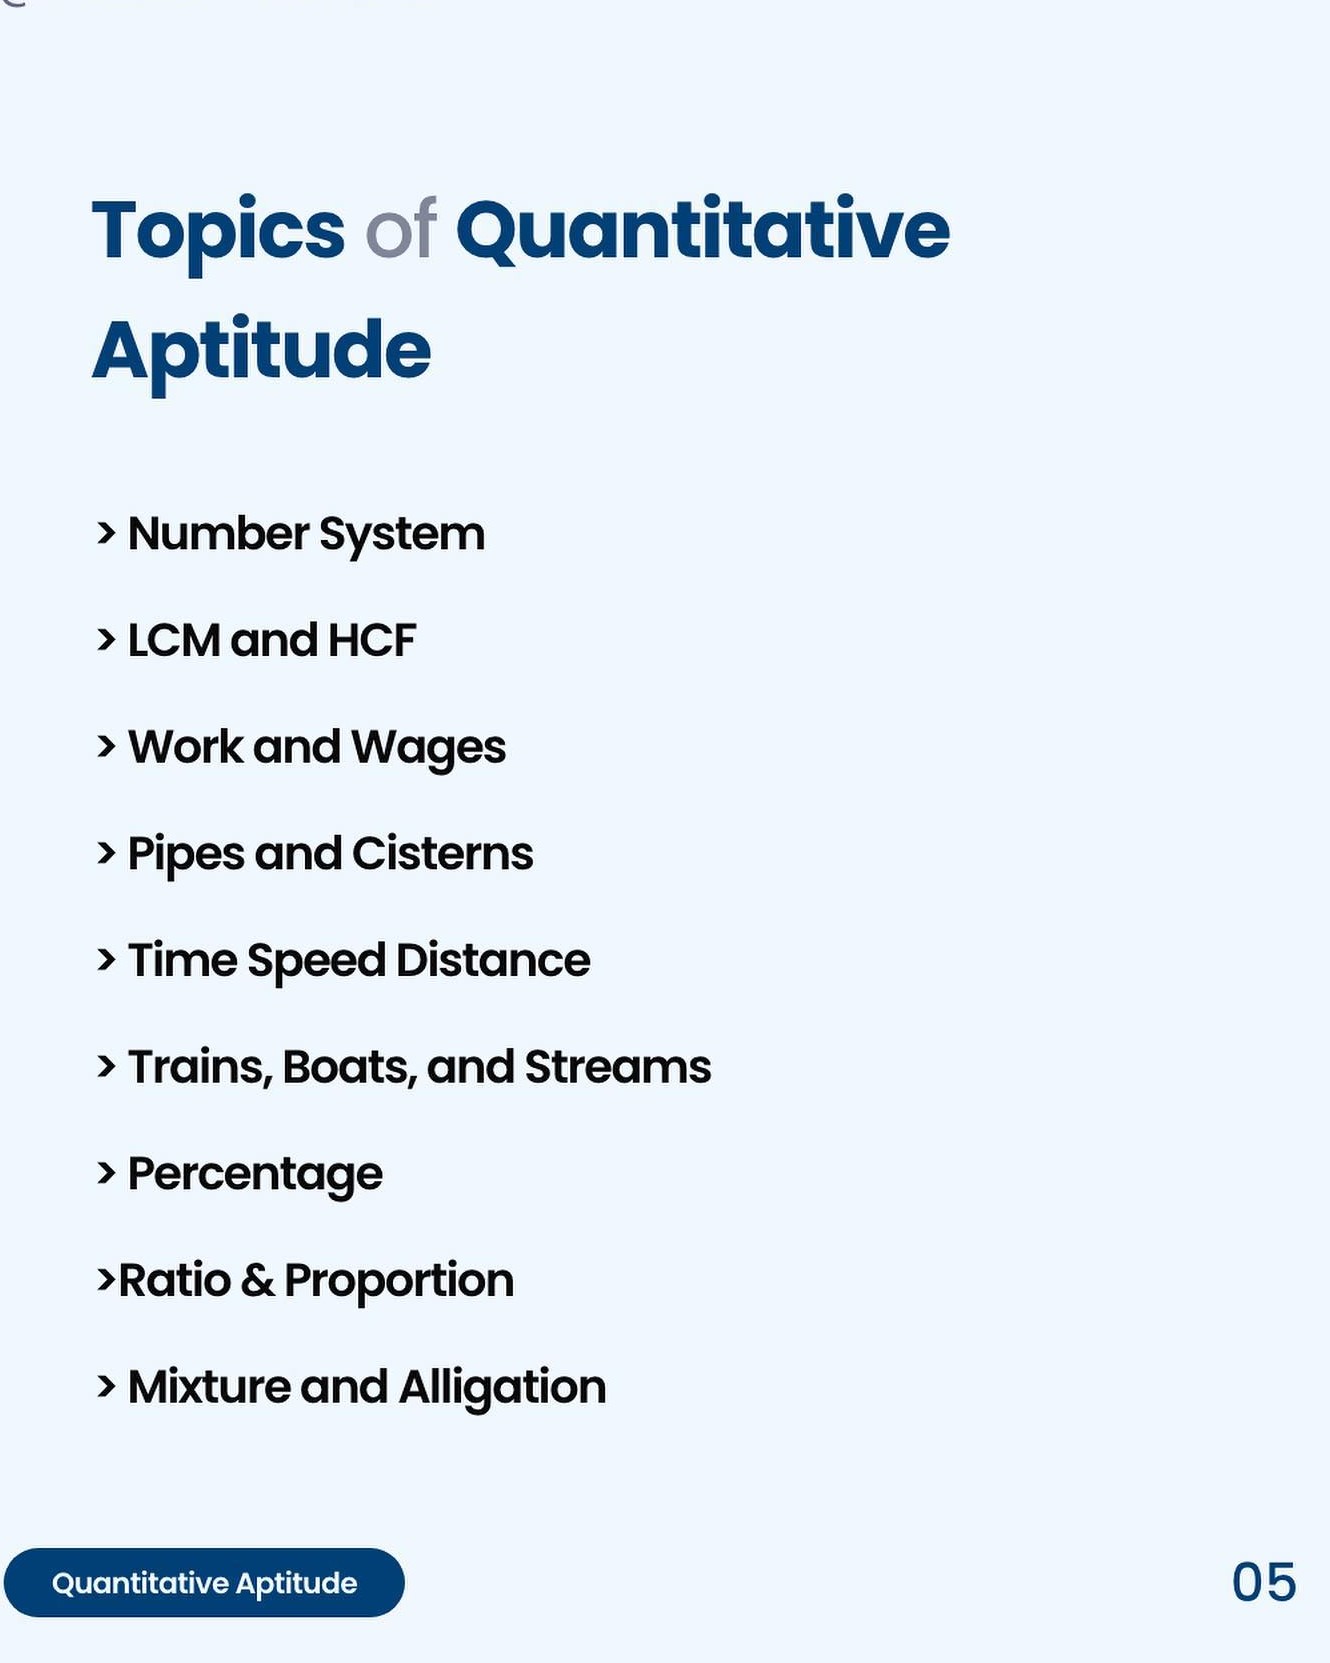 Topics of Quantitative
Aptitude
> Number System
> LCM and HCF
> Work and Wages
> Pipes and Cisterns
> Time Speed Distance
> Trains, Boats, and Streams
> Percentage
>Ratio & Proportion
> Mixture and Alligation
Quantitative Aptitude
05